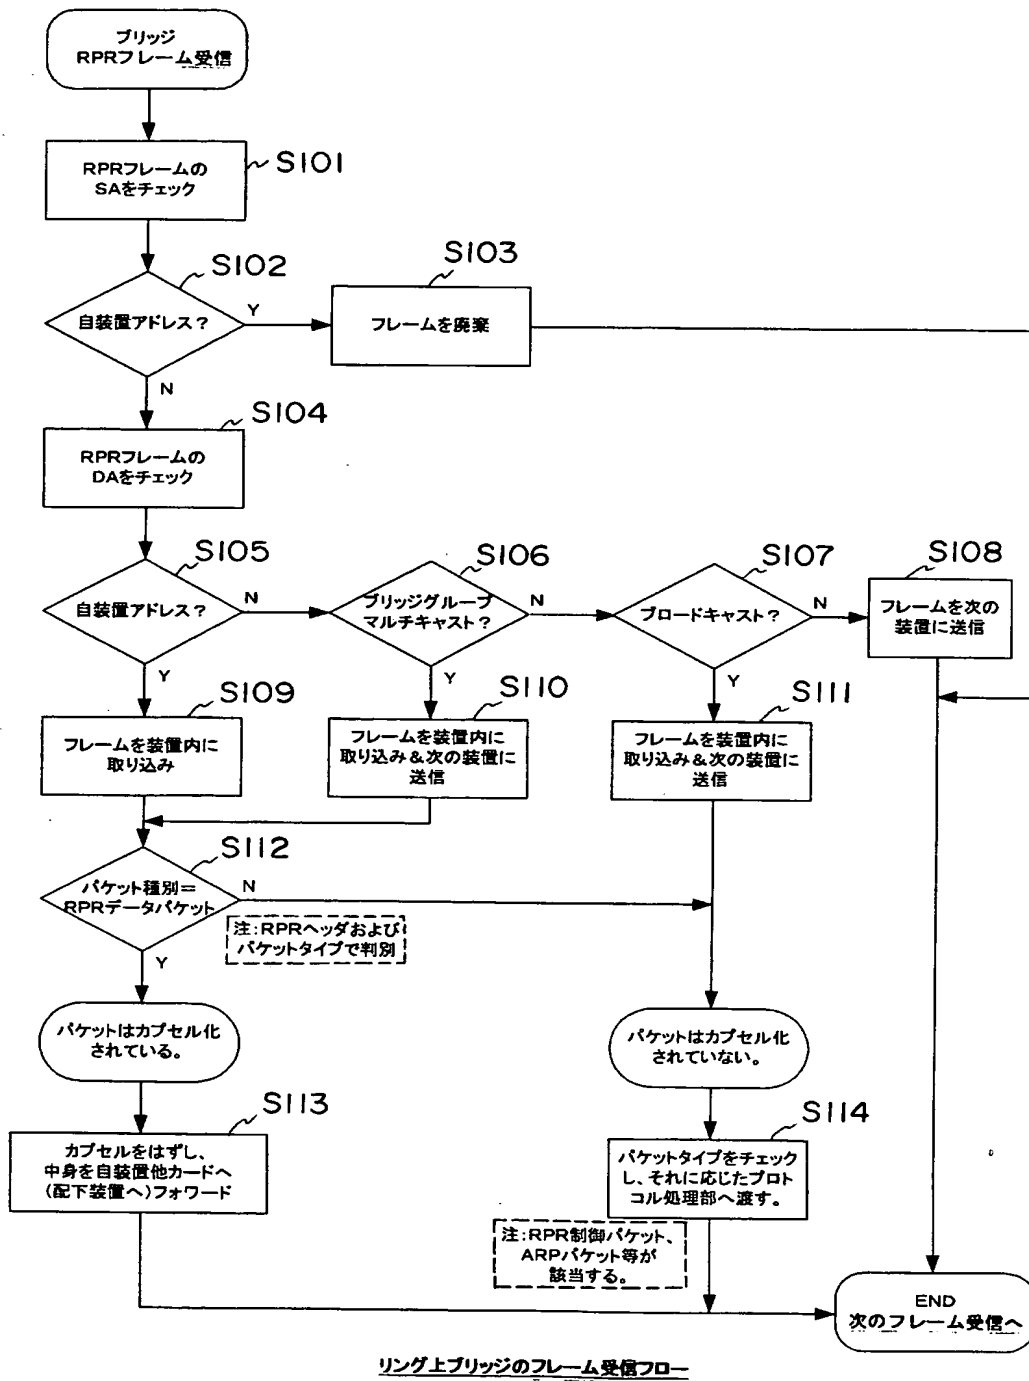 ブリッジ
RPRフレーム受信
RPRフレームの
SAをチェック
S101
自装置アドレス?
S102
Y
N
フレームを廃棄
S103
RPRフレームの
DAをチェック
S104
自装置アドレス?
S105
N
Y
ブリッジグループ
マルチキャスト?
S106
N
Y
ブロードキャスト?
S107
N
Y
フレームを次の
装置に送信
S108
フレームを装置内に
取り込み
S109
フレームを装置内に
取り込み&次の装置に
送信
S110
フレームを装置内に
取り込み&次の装置に
送信
S111
パケット種別=
RPRデータパケット
S112
N
Y
注:RPRヘッダおよび
パケットタイプで判別
パケットはカプセル化
されている。
パケットはカプセル化
されていない。
カプセルをはずし、
中身を自装置他カードへ
(配下装置へ)フォワード
S113
パケットタイプをチェック
し、それに応じたプロト
コル処理部へ渡す。
S114
注:RPR制御パケット、
ARPパケット等が
該当する。
END
次のフレーム受信へ
リング上ブリッジのフレーム受信フロー